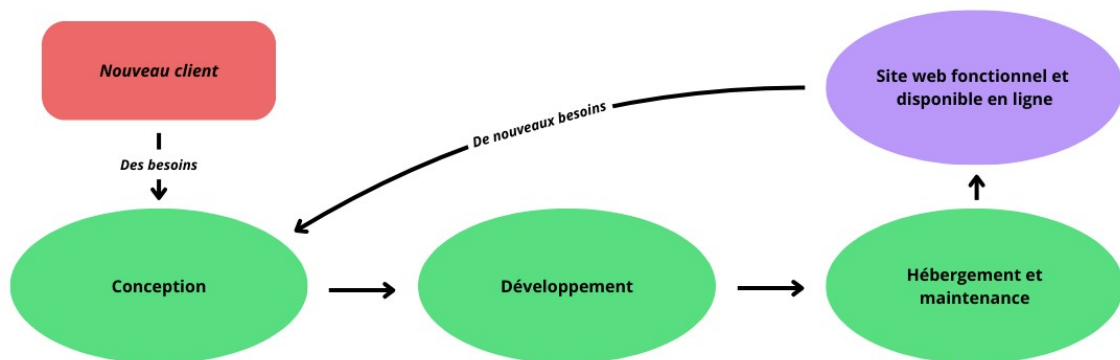 Nouveau client
Des besoins
Site web fonctionnel et
disponible en ligne
De nouveaux besoins
Conception
Développement
Hébergement et
maintenance